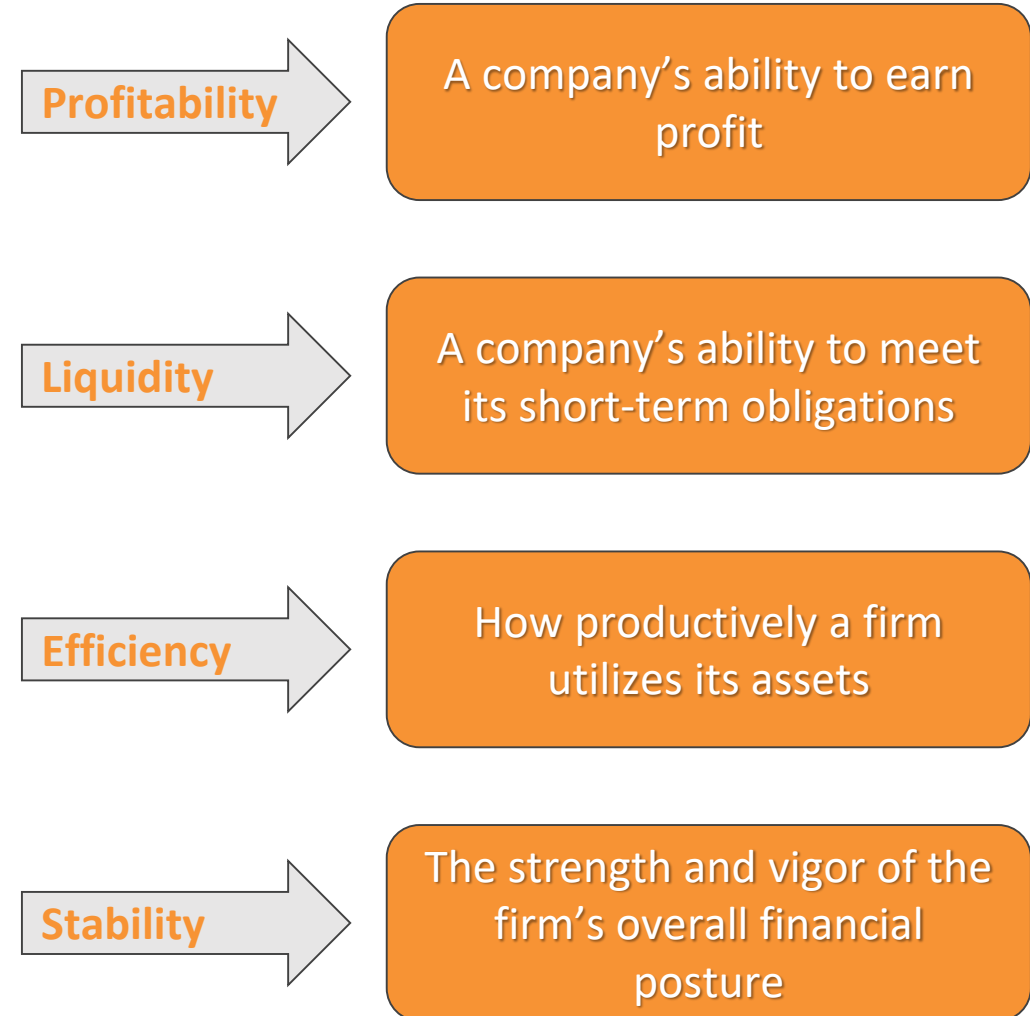 Profitability
A company’s ability to earn
profit
Liquidity
A company’s ability to meet
its short-term obligations
Efficiency
How productively a firm
utilizes its assets
Stability
The strength and vigor of the
firm’s overall financial
posture